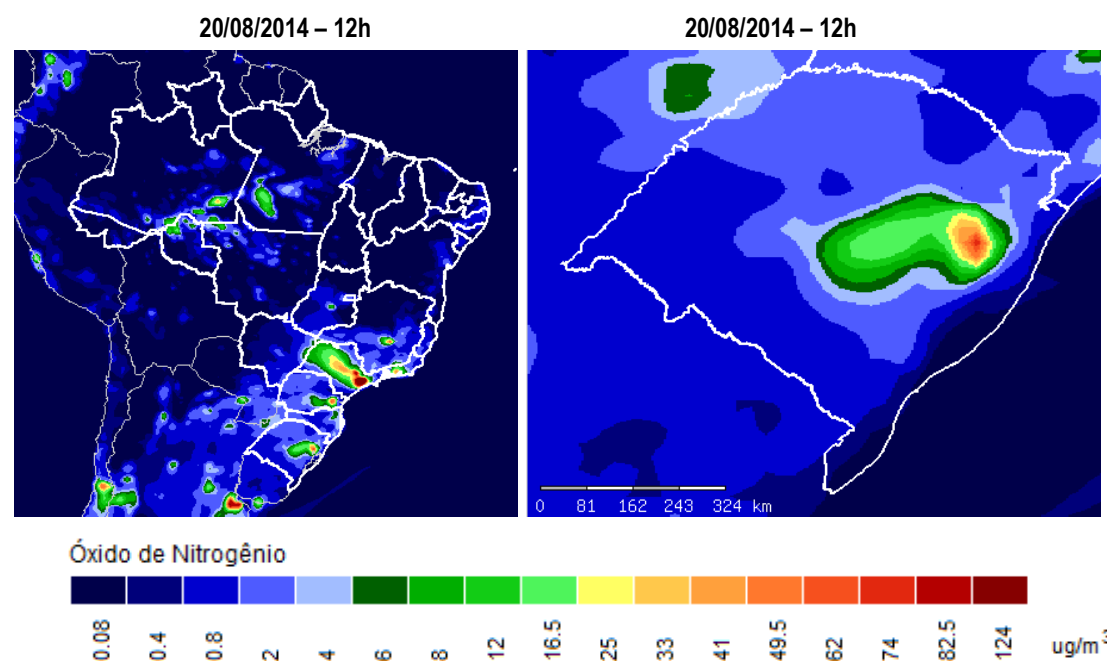 20/08/2014 – 12h
20/08/2014 – 12h
0 81 162 243 324 km
Óxido de Nitrogênio
0.08 0.4 0.8 2 4 6 8 12 16.5 25 33 41 49.5 62 74 82.5 124 ug/m-3